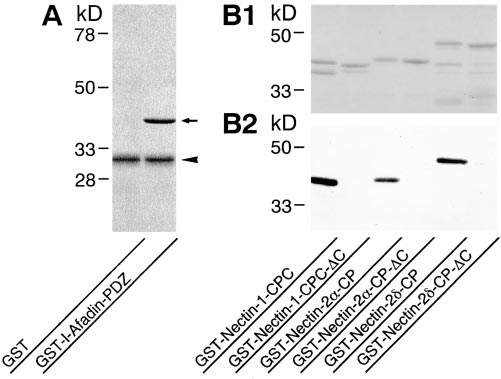 A
kD
78
50
33
28
GST
GST-l-Afadin-PDZ
B1
kD
50
33
B2
kD
50
33
GST-Nectin-1-CPC
GST-Nectin-1-CPC-ΔC
GST-Nectin-2α-CP
GST-Nectin-2α-CP-ΔC
GST-Nectin-2δ-CP
GST-Nectin-2δ-CP-ΔC